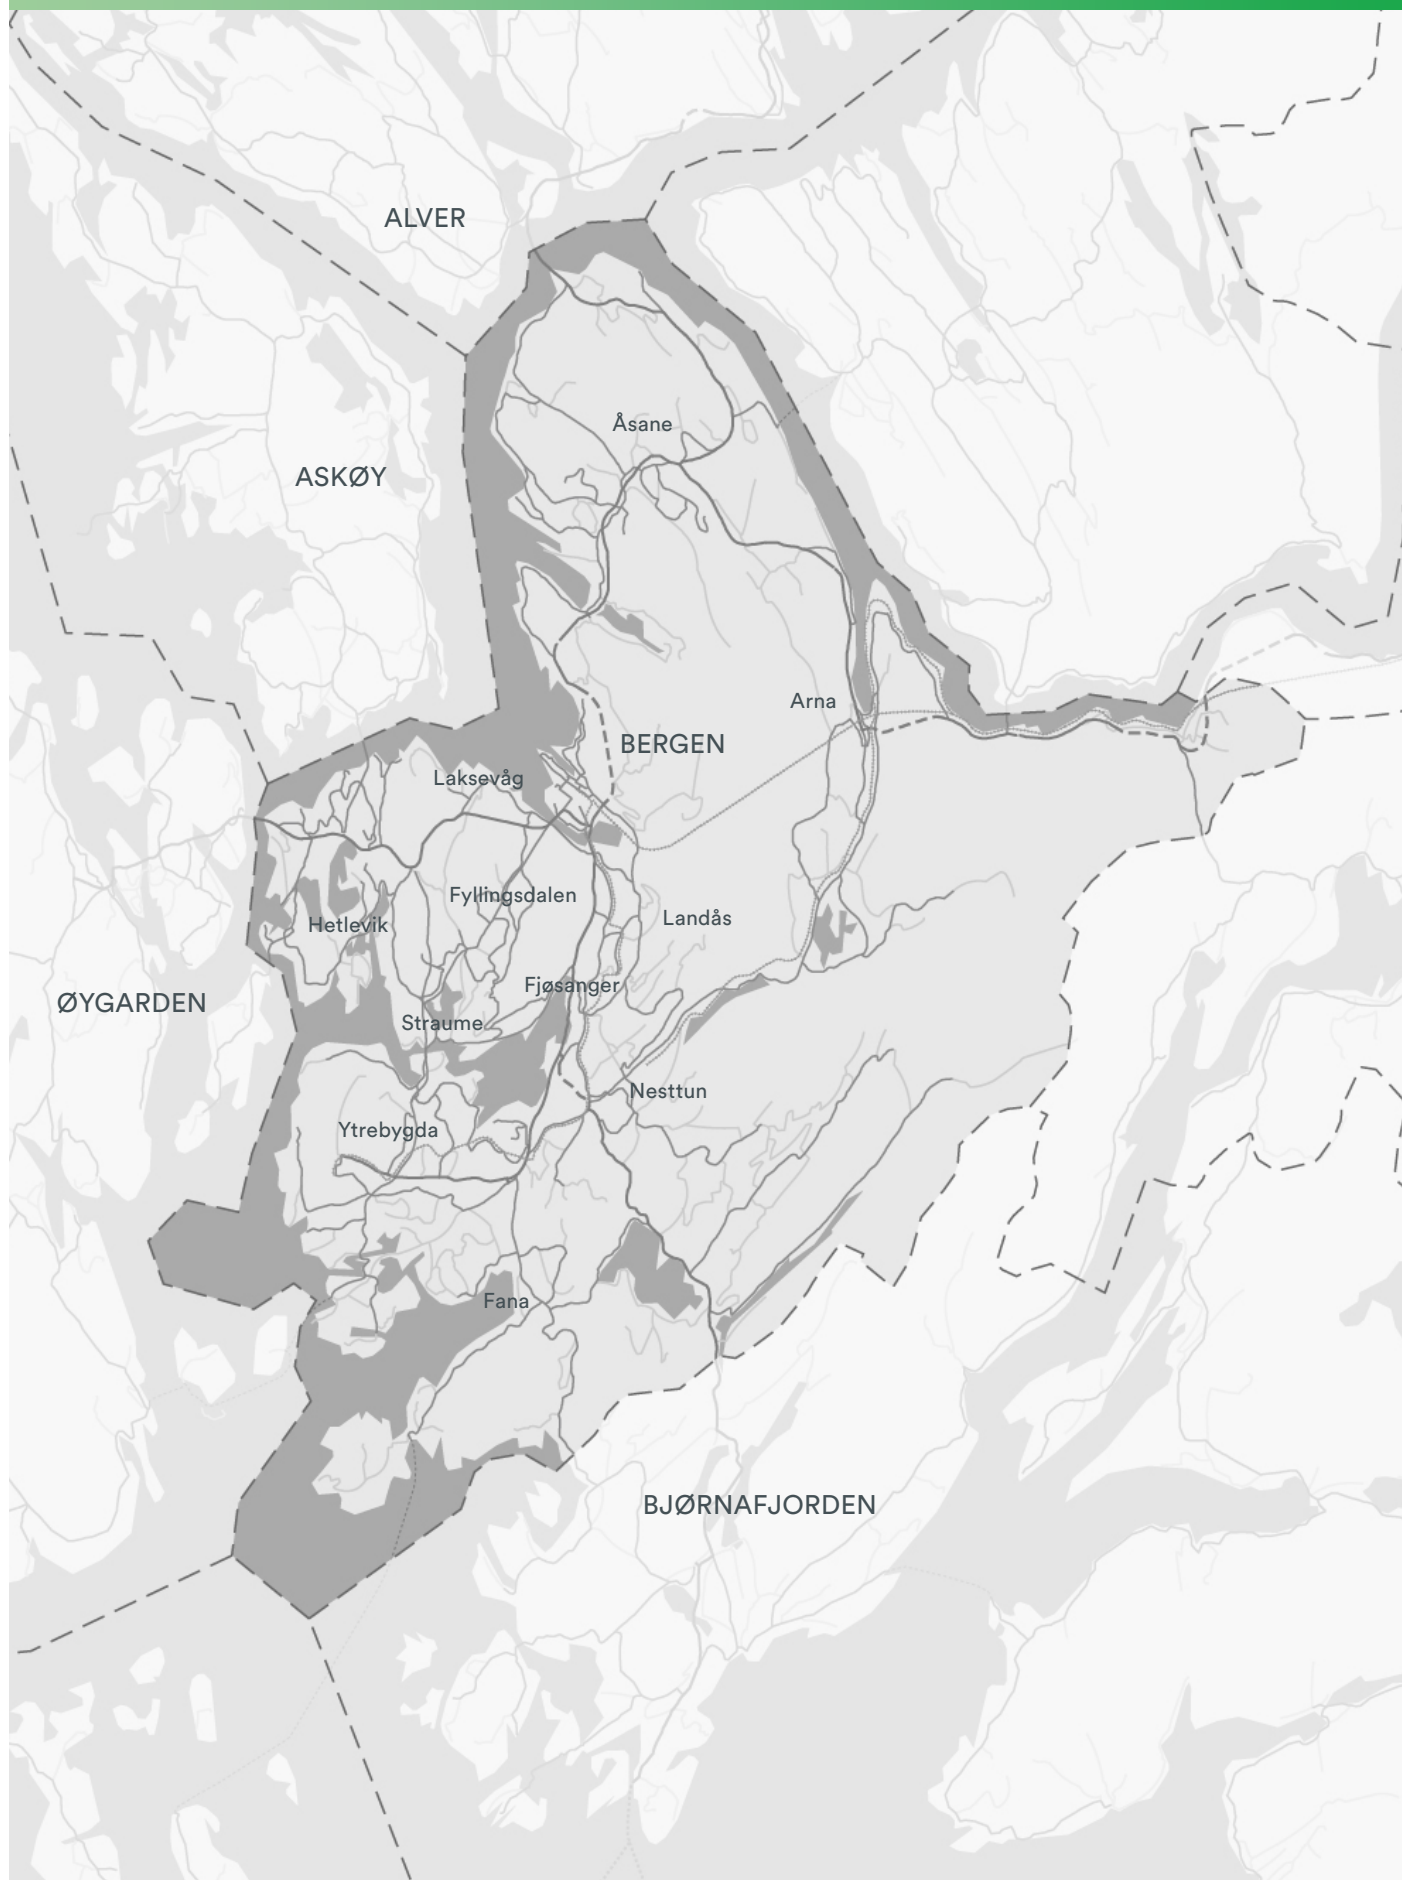 ALVER
Åsane
ASKØY
Arna
BERGEN
Laksevåg
Fyllingsdalen
Landås
Hetlevik
Fjøsanger
ØYGARDEN
Straume
Nesttun
Ytrebygda
Fana
BJØRNAFJORDEN